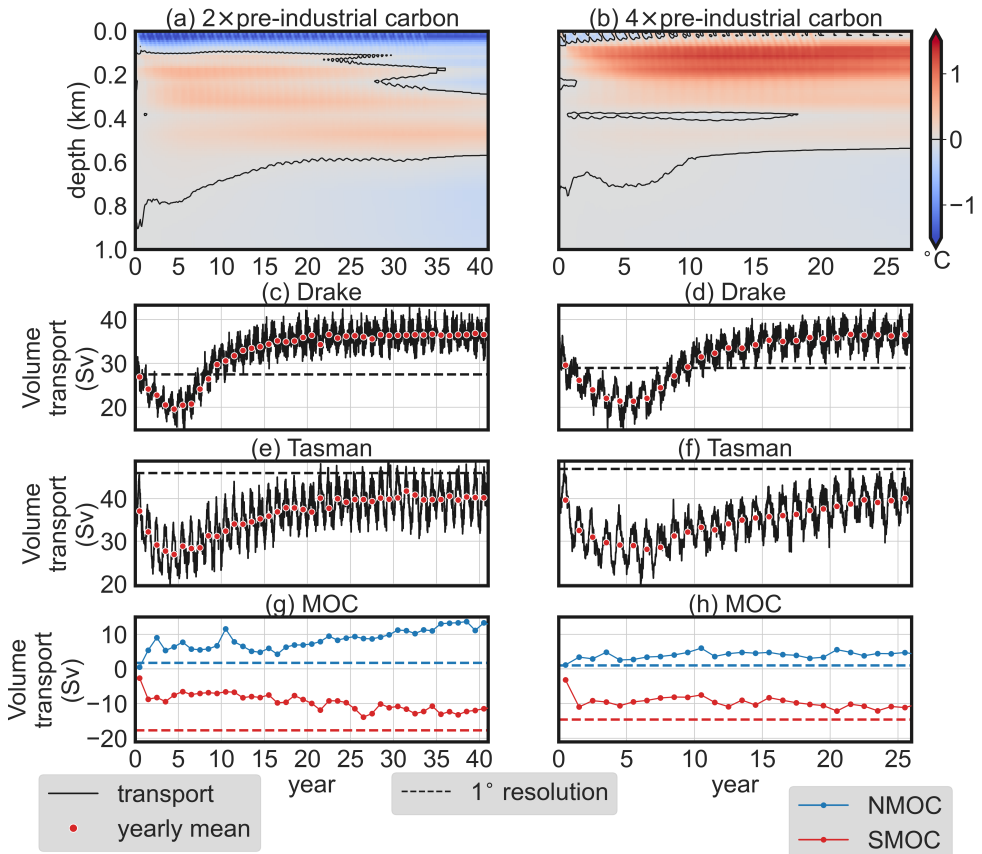 (a) 2×pre-industrial carbon
(b) 4×pre-industrial carbon
0.0
0.2
0.4
0.6
0.8
1.0
depth (km)
0 5 10 15 20 25 30 35 40
0 5 10 15 20 25
1
0
−1
°C
(c) Drake
(d) Drake
40
30
20
Volume
transport
(Sv)
(e) Tasman
(f) Tasman
40
30
20
Volume
transport
(Sv)
(g) MOC
(h) MOC
10
0
−10
−20
Volume
transport
(Sv)
0 5 10 15 20 25 30 35 40
0 5 10 15 20 25
year
year
transport
yearly mean
1° resolution
NMOC
SMOC